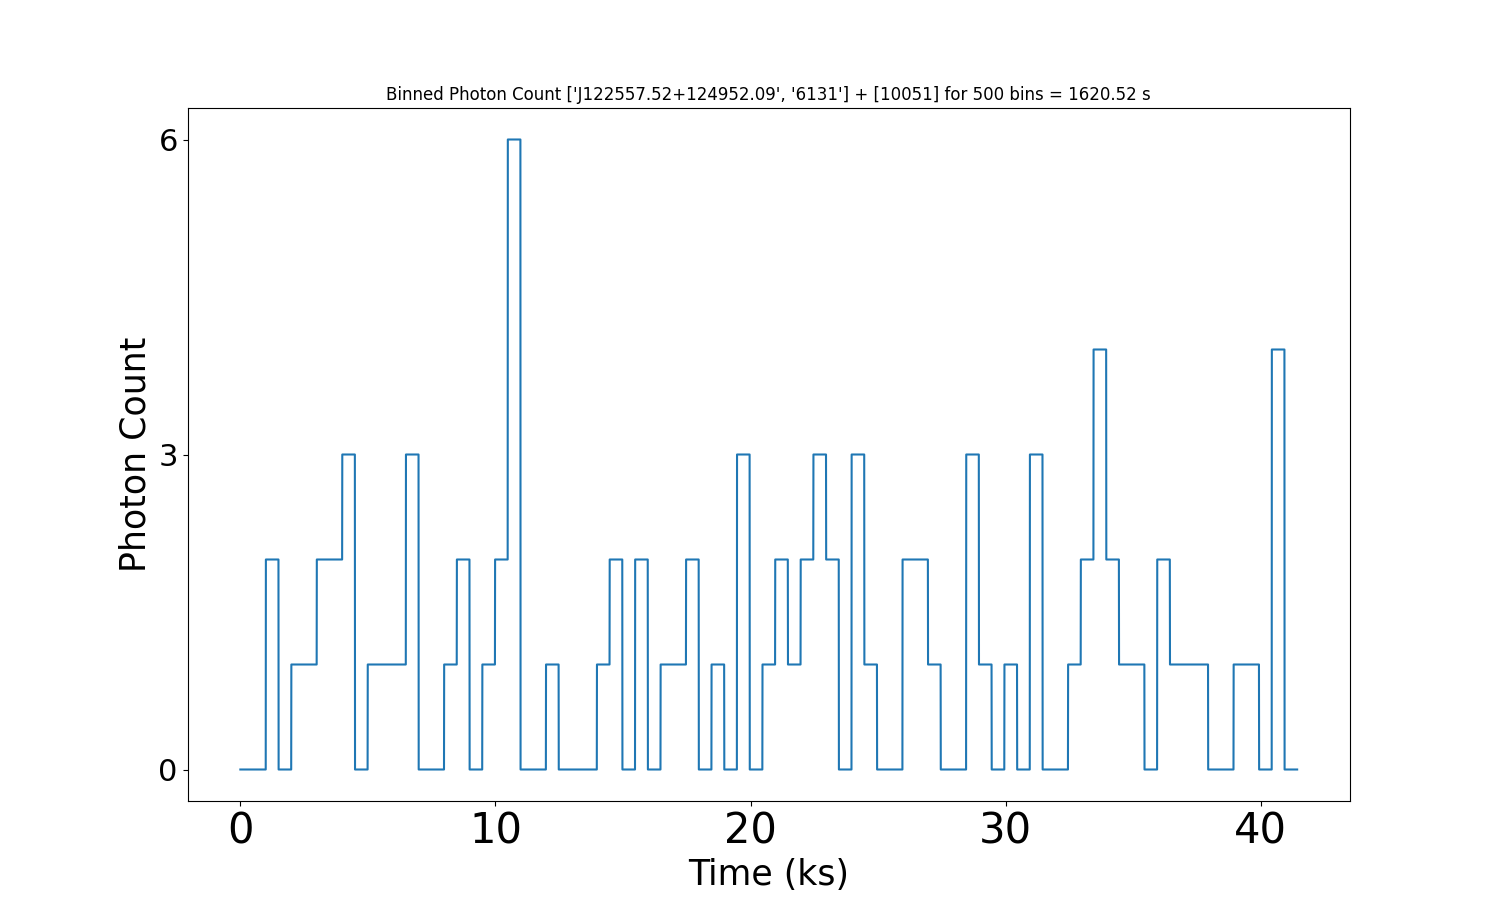 Binned Photon Count ['J122557.52+124952.09', '6131'] + [10051] for 500 bins = 1620.52 s
6
3
0
Photon Count
0 10 20 30 40
Time (ks)